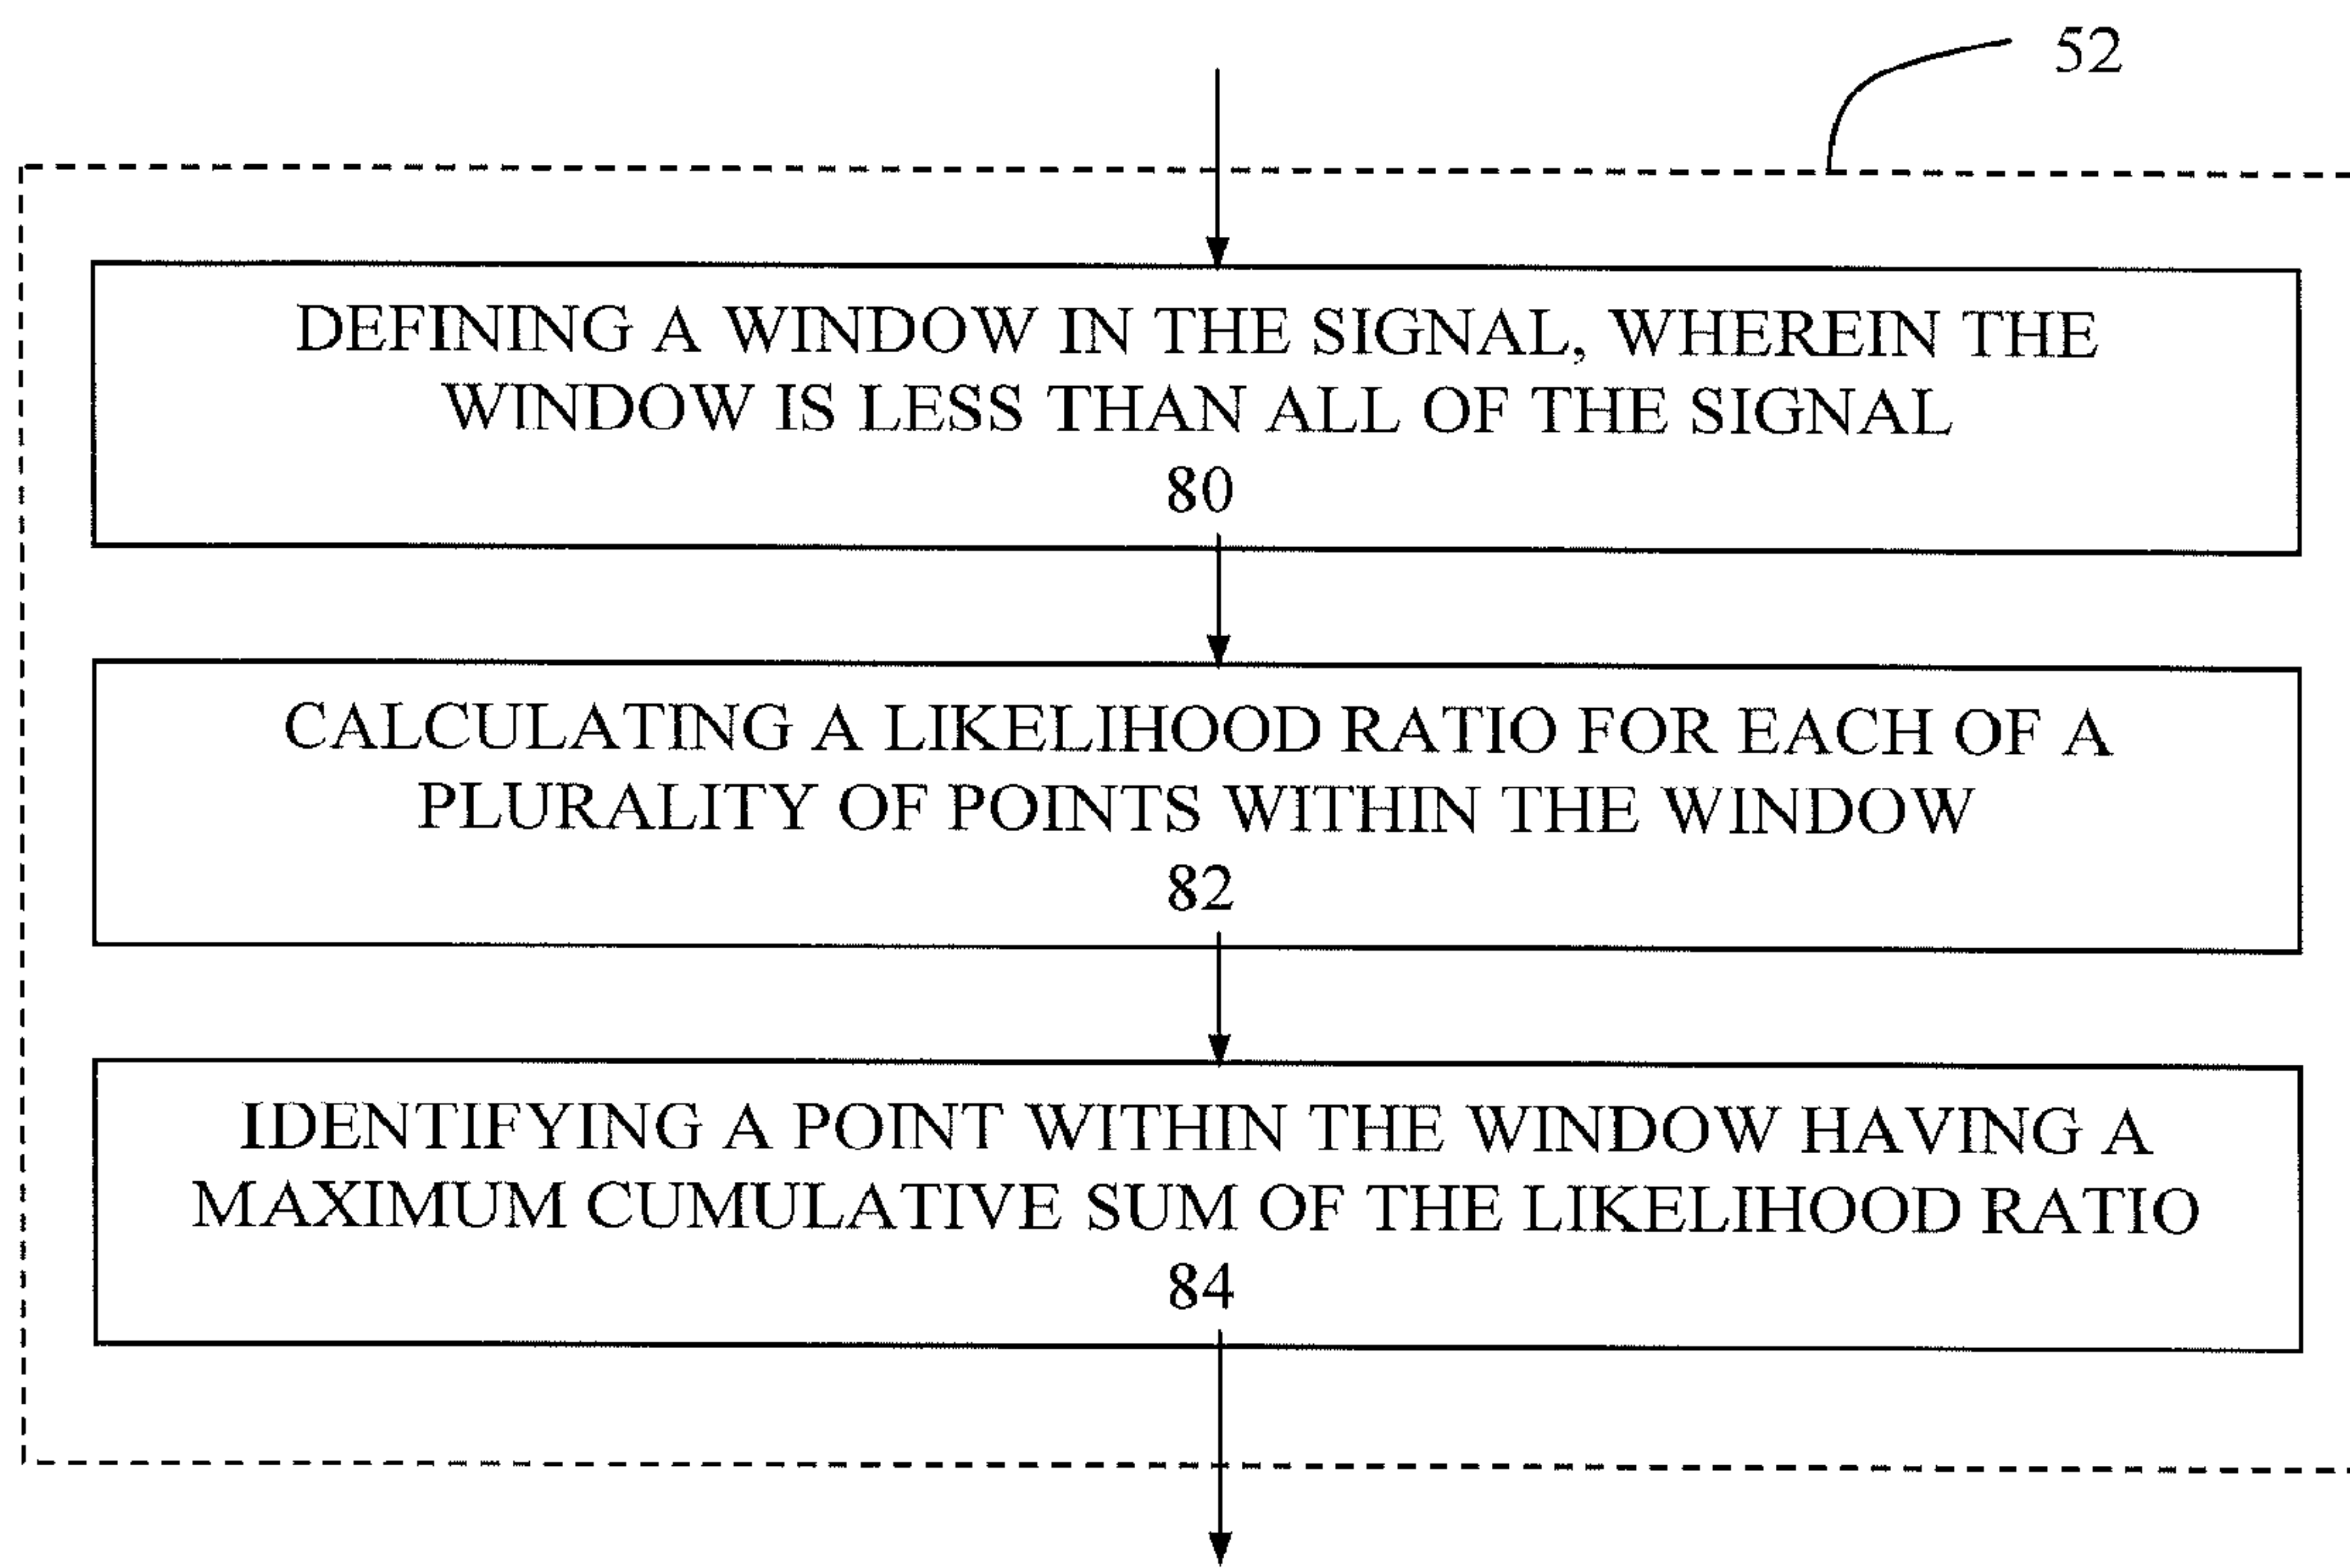 52
DEFINING A WINDOW IN THE SIGNAL, WHEREIN THE
WINDOW IS LESS THAN ALL OF THE SIGNAL
80
CALCULATING A LIKELIHOOD RATIO FOR EACH OF A
PLURALITY OF POINTS WITHIN THE WINDOW
82
IDENTIFYING A POINT WITHIN THE WINDOW HAVING A
MAXIMUM CUMULATIVE SUM OF THE LIKELIHOOD RATIO
84